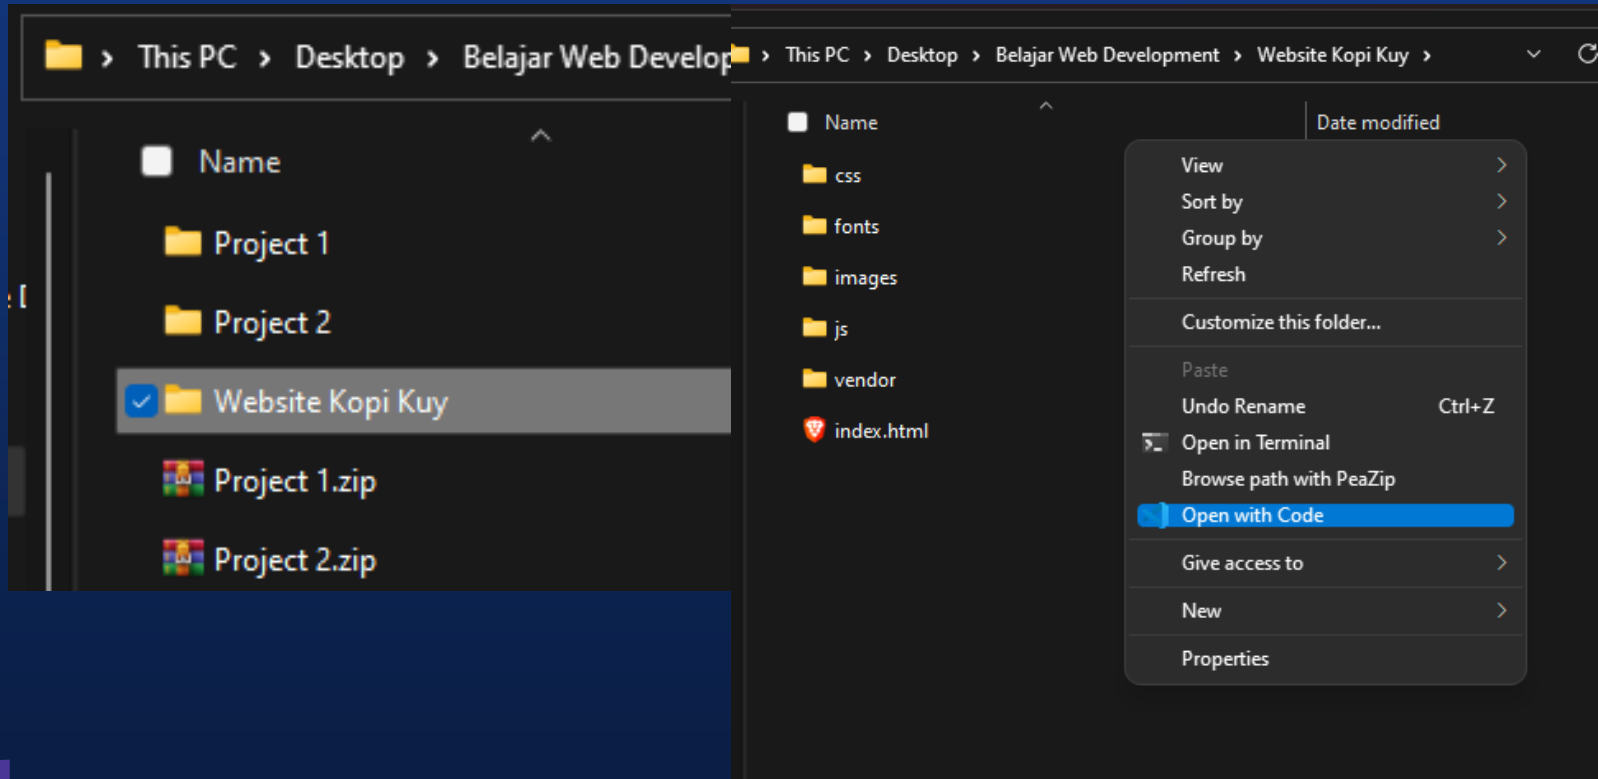 This PC > Desktop > Belajar Web Develop
Name
Project 1
Project 2
Website Kopi Kuy
Project 1.zip
Project 2.zip
This PC > Desktop > Belajar Web Development > Website Kopi Kuy >
Name
Date modified
css
fonts
images
js
vendor
index.html
View
Sort by
Group by
Refresh
Customize this folder...
Paste
Undo Rename Ctrl+Z
Open in Terminal
Browse path with PeaZip
Open with Code
Give access to
New
Properties